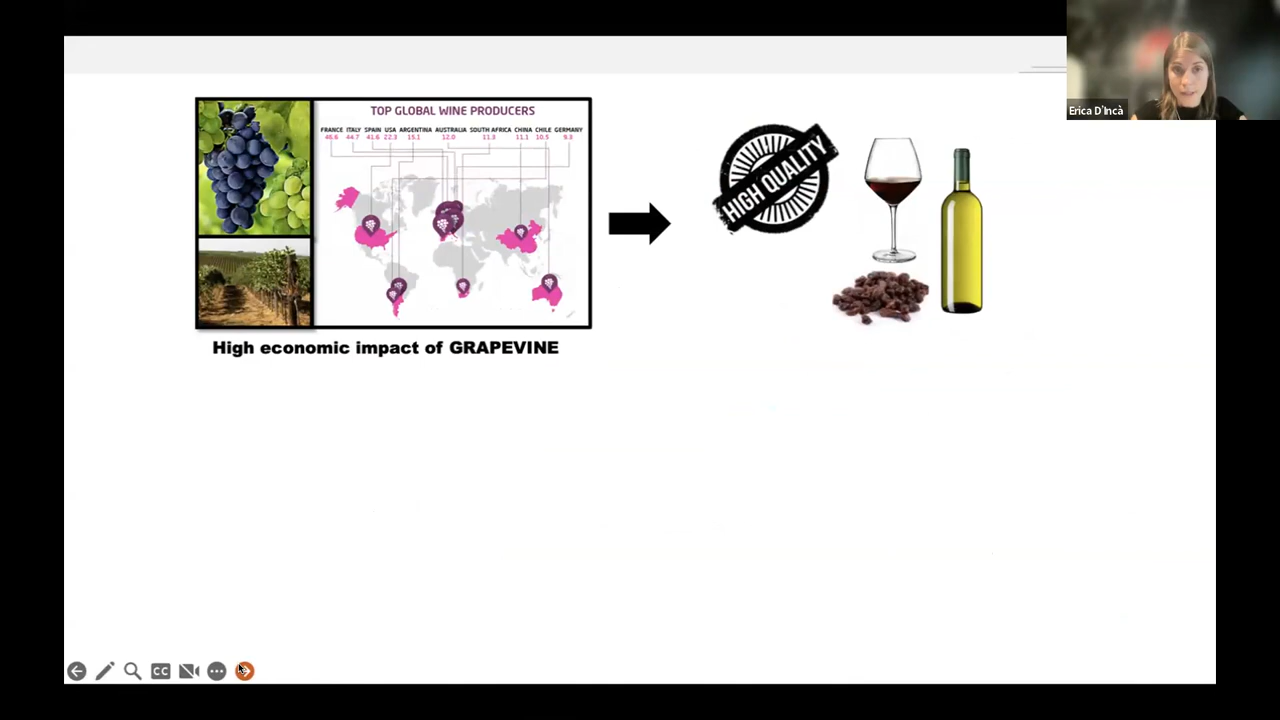 Erica D'Incà
TOP GLOBAL WINE PRODUCERS
FRANCE ITALY SPAIN USA ARGENTINA AUSTRALIA SOUTH AFRICA CHINA CHILE GERMANY
46.6 44.7 41.6 22.3 15.1 12.0 11.3 11.1 10.5 9.3
HIGH QUALITY
High economic impact of GRAPEVINE
CC